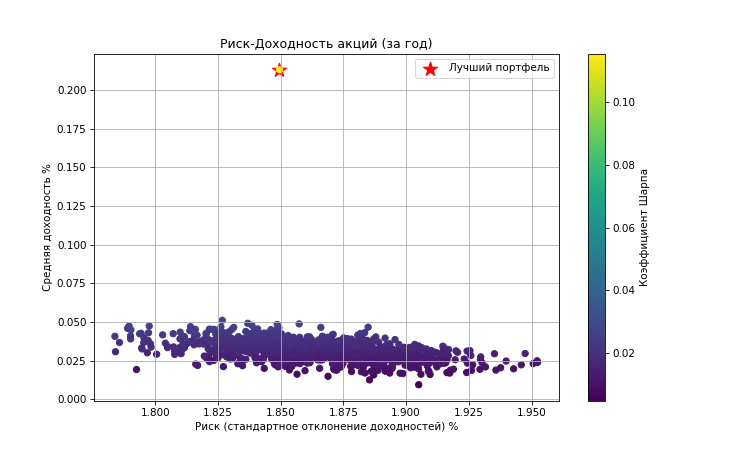 Риск-Доходность акций (за год)
Лучший портфель
0.200
0.175
0.150
0.125
0.100
0.075
0.050
0.025
0.000
Средняя доходность %
1.800 1.825 1.850 1.875 1.900 1.925 1.950
Риск (стандартное отклонение доходностей) %
0.10
0.08
0.06
0.04
0.02
Коэффициент Шарпа